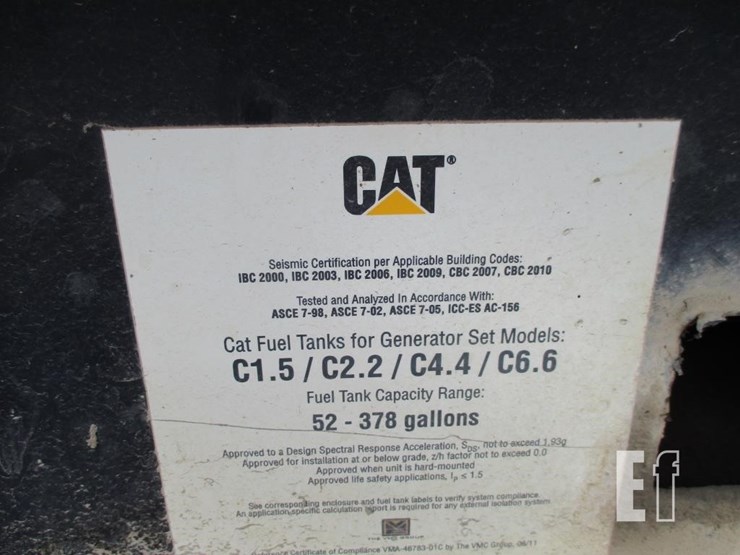 CAT®
Seismic Certification per Applicable Building Codes:
IBC 2000, IBC 2003, IBC 2006, IBC 2009, CBC 2007, CBC 2010
Tested and Analyzed In Accordance With:
ASCE 7-98, ASCE 7-02, ASCE 7-05, ICC-ES AC-156
Cat Fuel Tanks for Generator Set Models:
C1.5 / C2.2 / C4.4 / C6.6
Fuel Tank Capacity Range:
52 - 378 gallons
Approved to a Design Spectral Response Acceleration, SDS, not to exceed 1.93g
Approved for installation at or below grade, z/h factor not to exceed 0.0
Approved when unit is hard-mounted
Approved life safety applications, Ip ≤ 1.5
See corresponding enclosure and fuel tank labels to verify system compliance.
An application specific calculation report is required for any external isolation system.
THE VMC GROUP
Certificate of Compliance VMA-46783-01C by The VMC Group, 06/11
Ef